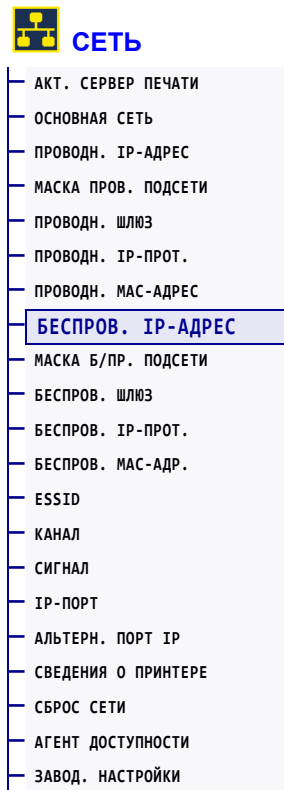 СЕТЬ
АКТ. СЕРВЕР ПЕЧАТИ
ОСНОВНАЯ СЕТЬ
ПРОВОДН. IP-АДРЕС
МАСКА ПРОВ. ПОДСЕТИ
ПРОВОДН. ШЛЮЗ
ПРОВОДН. IP-ПРОТ.
ПРОВОДН. MAC-АДРЕС
БЕСПРОВ. IP-АДРЕС
МАСКА Б/ПР. ПОДСЕТИ
БЕСПРОВ. ШЛЮЗ
БЕСПРОВ. IP-ПРОТ.
БЕСПРОВ. MAC-АДР.
ESSID
КАНАЛ
СИГНАЛ
IP-ПОРТ
АЛЬТЕРН. ПОРТ IP
СВЕДЕНИЯ О ПРИНТЕРЕ
СБРОС СЕТИ
АГЕНТ ДОСТУПНОСТИ
ЗАВОД. НАСТРОЙКИ